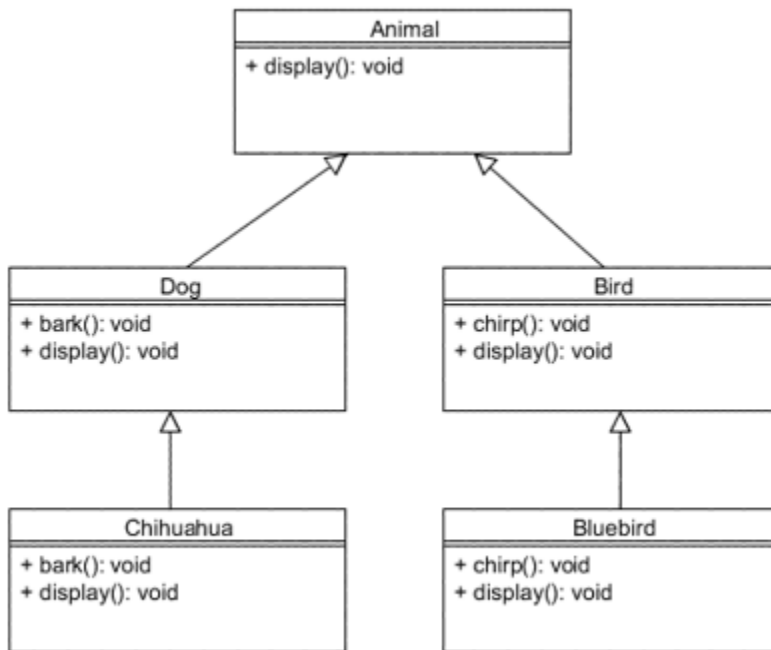 Animal
+ display(): void
Dog
+ bark(): void
+ display(): void
Bird
+ chirp(): void
+ display(): void
Chihuahua
+ bark(): void
+ display(): void
Bluebird
+ chirp(): void
+ display(): void